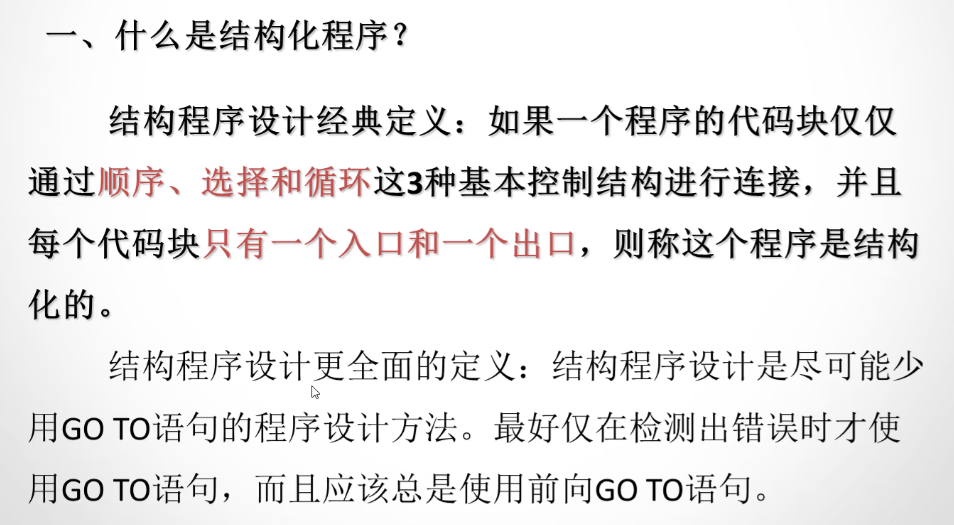 一、什么是结构化程序？
结构程序设计经典定义：如果一个程序的代码块仅仅
通过顺序、选择和循环这3种基本控制结构进行连接，并且
每个代码块只有一个入口和一个出口，则称这个程序是结构
化的。
结构程序设计更全面的定义：结构程序设计是尽可能少
用GO TO语句的程序设计方法。最好仅在检测出错误时才使
用GO TO语句，而且应该总是使用前向GO TO语句。